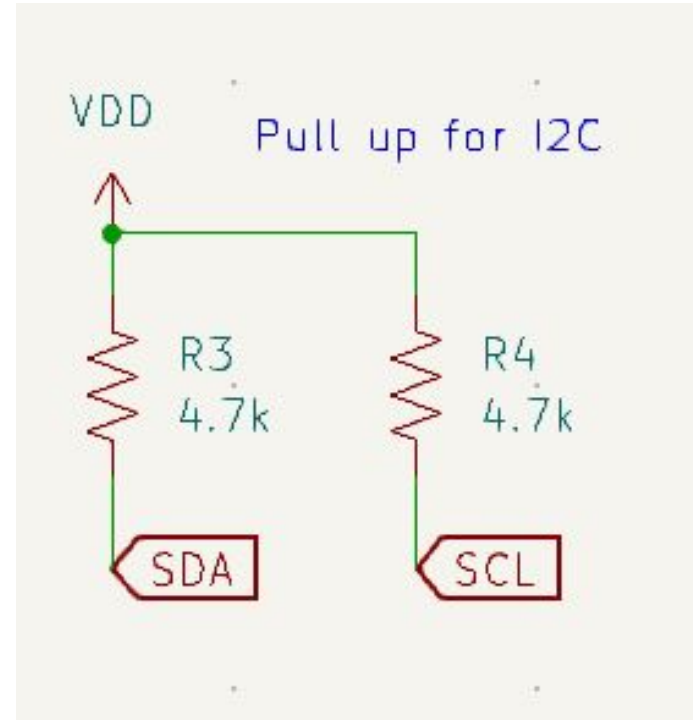 VDD
Pull up for I2C
R3
4.7k
R4
4.7k
SDA
SCL